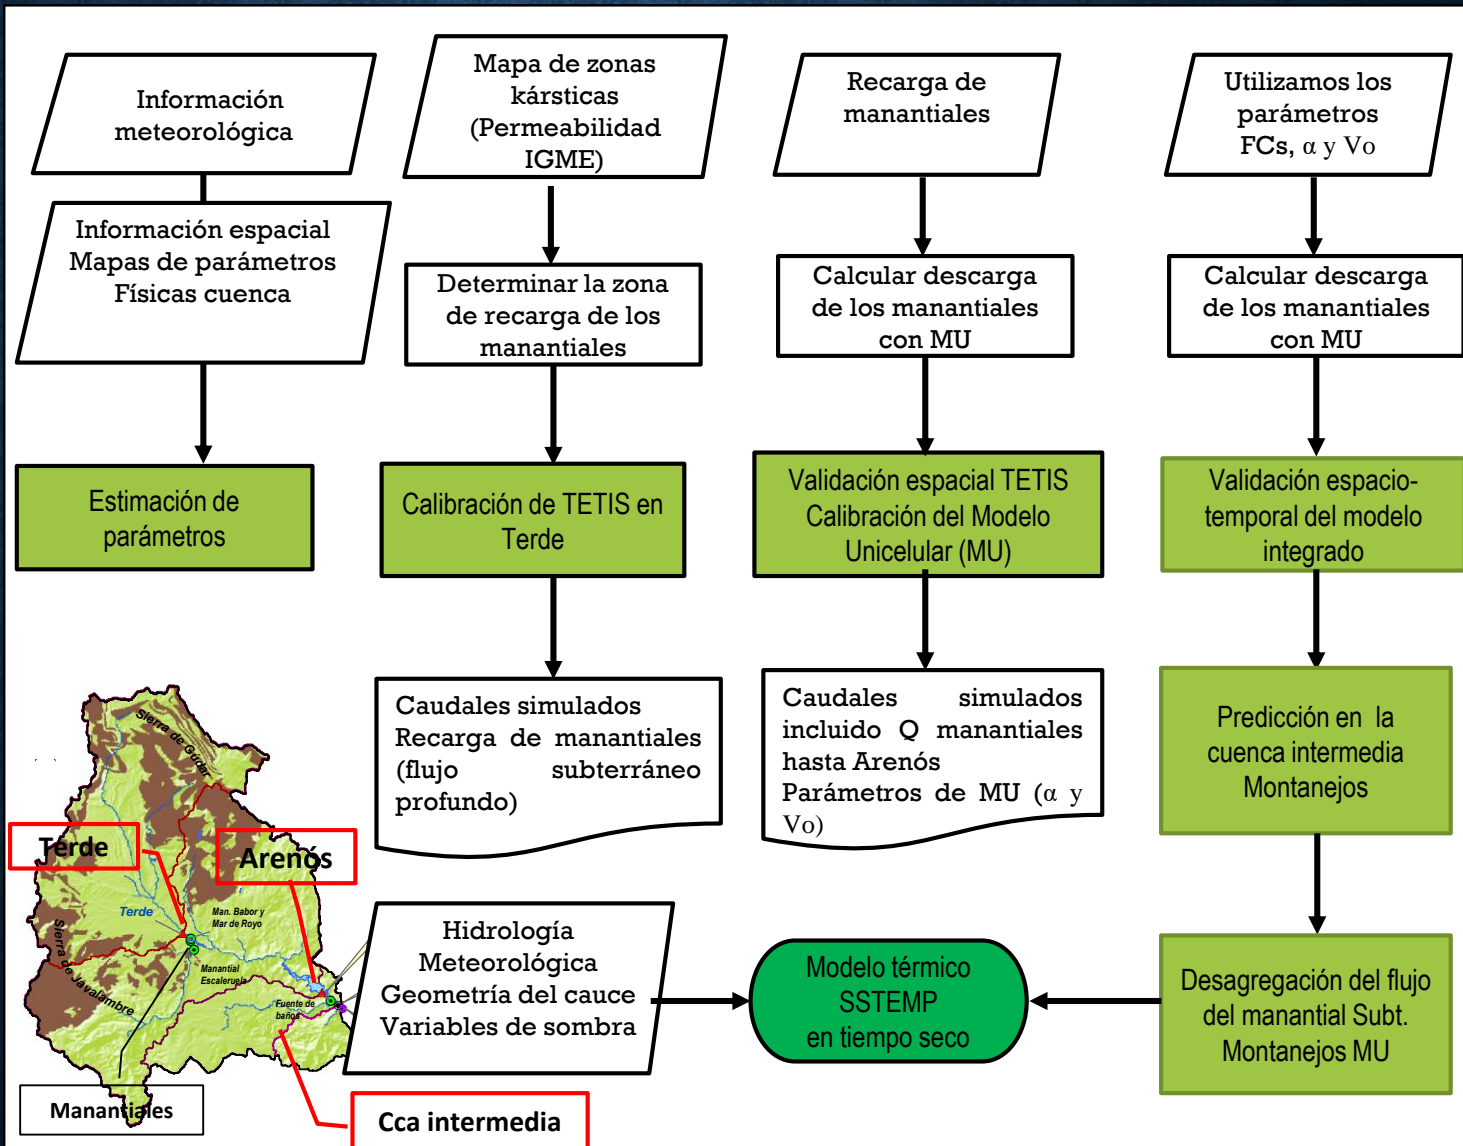 Información
meteorológica
Información espacial
Mapas de parámetros
Físicas cuenca
Estimación de
parámetros
Mapa de zonas
kársticas
(Permeabilidad
IGME)
Determinar la zona
de recarga de los
manantiales
Calibración de TETIS en
Terde
Caudales simulados
Recarga de manantiales
(flujo subterráneo
profundo)
Recarga de
manantiales
Calcular descarga
de los manantiales
con MU
Validación espacial TETIS
Calibración del Modelo
Unicelular (MU)
Caudales simulados
incluido Q manantiales
hasta Arenós
Parámetros de MU (α y
Vo)
Utilizamos los
parámetros
FCs, α y Vo
Calcular descarga
de los manantiales
con MU
Validación espacio-
temporal del modelo
integrado
Predicción en la
cuenca intermedia
Montanejos
Desagregación del flujo
del manantial Subt.
Montanejos MU
Modelo térmico
SSTEMP
en tiempo seco
Hidrología
Meteorológica
Geometría del cauce
Variables de sombra
Sierra de Gúdar
Terde
Arenós
Terde
Man. Babor y
Mar de Royo
Manantial
Escaleruela
Sierra de Javalambre
Fuente de
baños
Manantiales
Cca intermedia